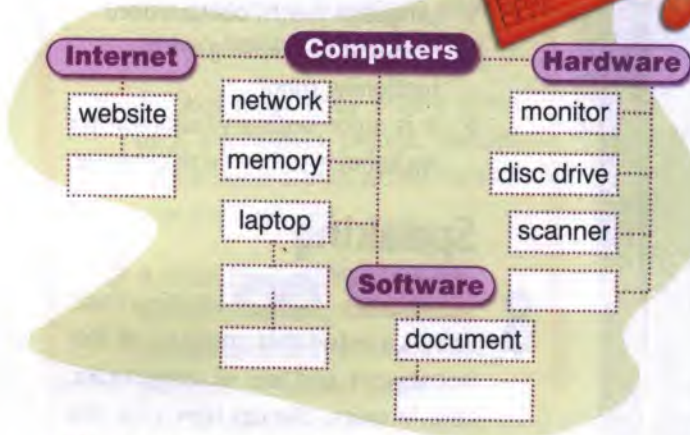 Internet
Computers
Hardware
website
network
monitor
memory
disc drive
laptop
scanner
Software
document